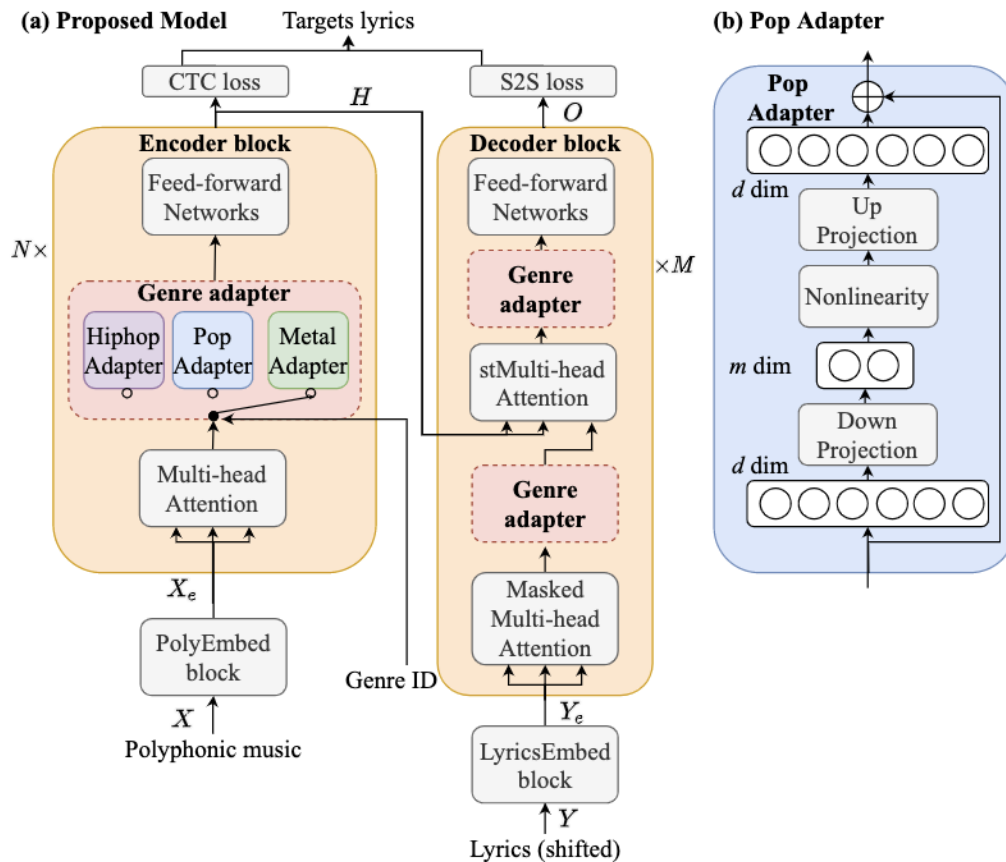 (a) Proposed Model
Targets lyrics
CTC loss
S2S loss
H
O
Encoder block
Feed-forward
Networks
N×
Genre adapter
Hiphop
Adapter
Pop
Adapter
Metal
Adapter
Multi-head
Attention
X_e
PolyEmbed
block
X
Polyphonic music
Genre ID
Decoder block
Feed-forward
Networks
×M
Genre
adapter
stMulti-head
Attention
Genre
adapter
Masked
Multi-head
Attention
Y_e
LyricsEmbed
block
Y
Lyrics (shifted)
(b) Pop Adapter
Pop
Adapter
d dim
Up
Projection
Nonlinearity
m dim
Down
Projection
d dim